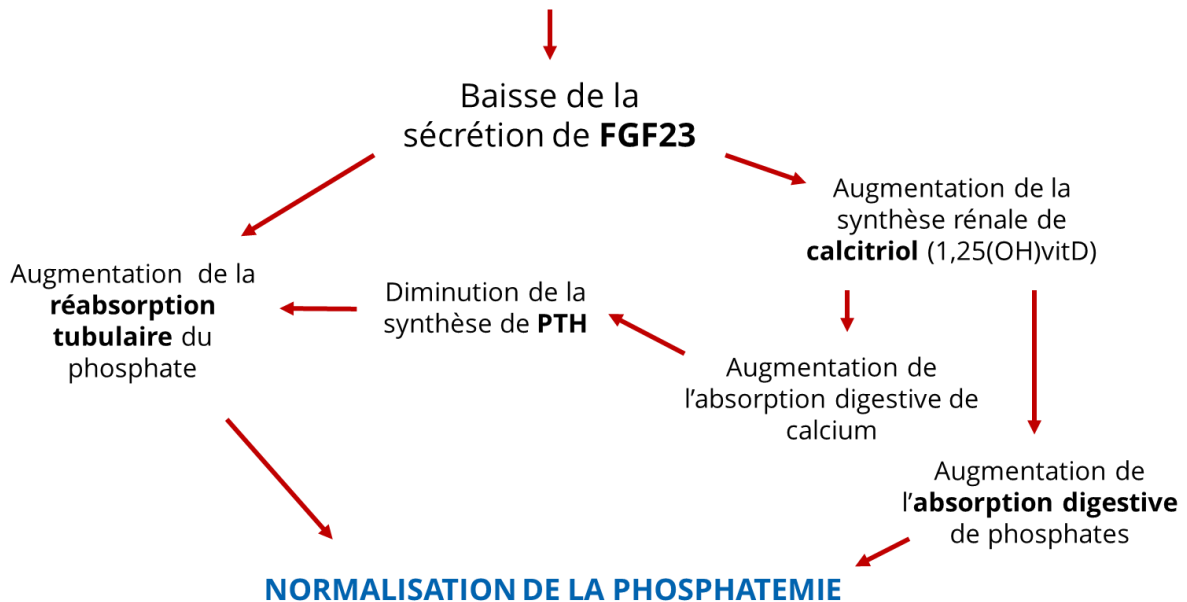 Baisse de la
sécrétion de FGF23
Augmentation de la
synthèse rénale de
calcitriol (1,25(OH)vitD)
Augmentation de la
réabsorption
tubulaire du
phosphate
Diminution de la
synthèse de PTH
Augmentation de
l’absorption digestive de
calcium
Augmentation de
l’absorption digestive
de phosphates
NORMALISATION DE LA PHOSPHATEMIE